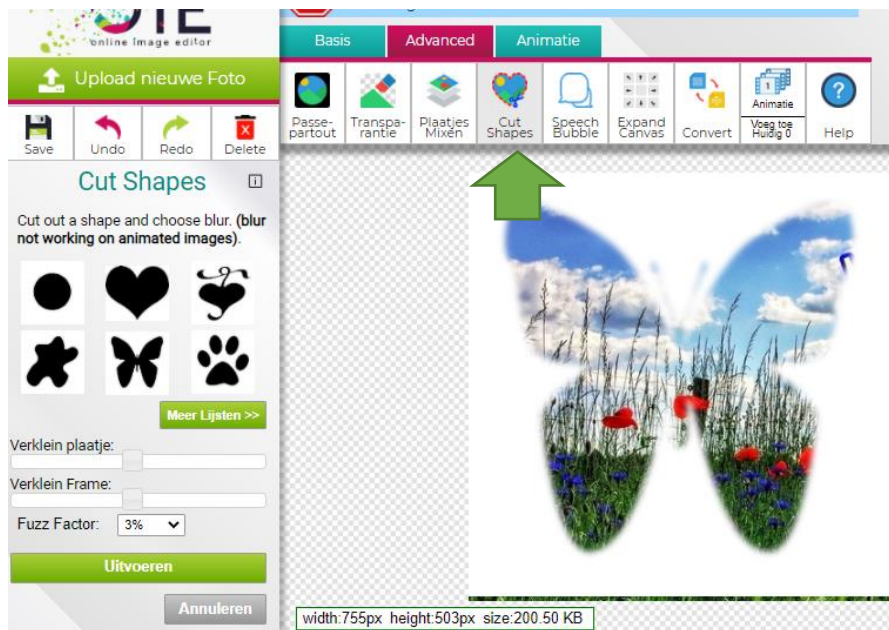 online image editor
Upload nieuwe Foto
Save
Undo
Redo
Delete
Cut Shapes
Cut out a shape and choose blur. (blur
not working on animated images).
Meer Lijsten >>
Verklein plaatje:
Verklein Frame:
Fuzz Factor: 3%
Uitvoeren
Annuleren
Basis
Advanced
Animatie
Passe-
partout
Transpa-
rantie
Plaatjes
Mixen
Cut
Shapes
Speech
Bubble
Expand
Canvas
Convert
1
Animatie
Voeg toe
Huidig 0
?
Help
width:755px height:503px size:200.50 KB